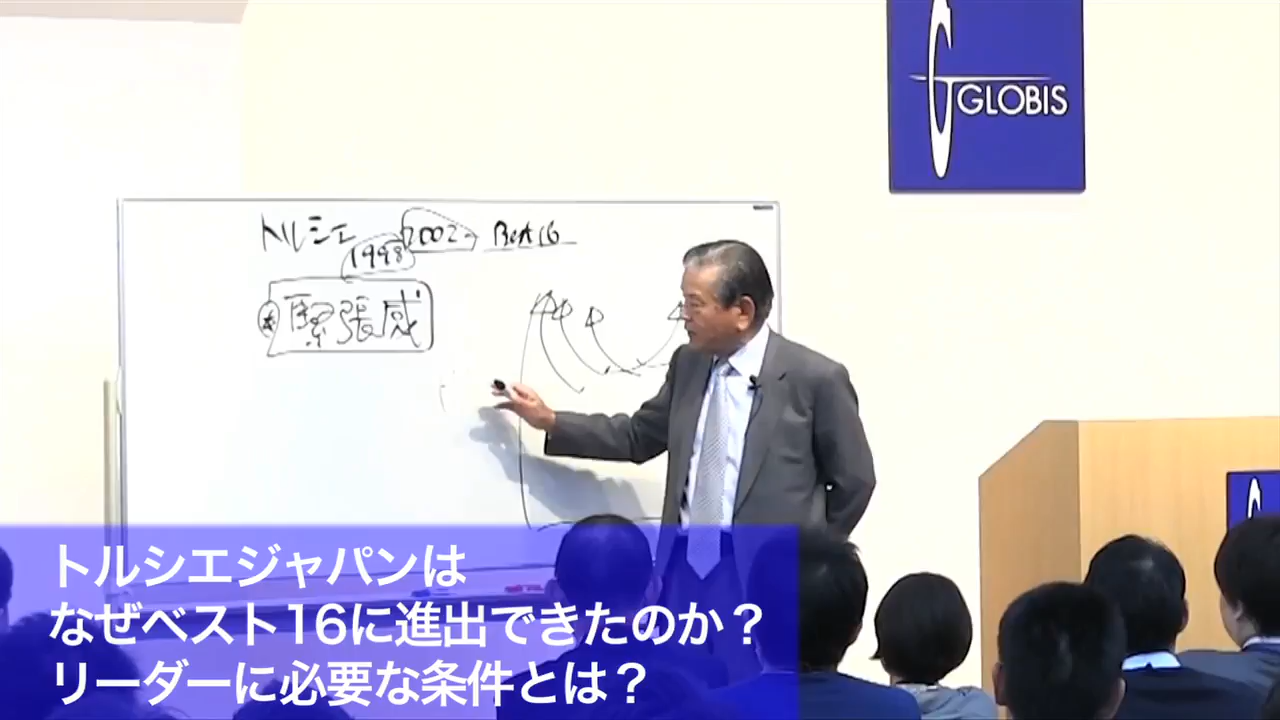 GLOBIS
トルシエ
1998
2002
Best 16
緊張感
トルシエジャパンは
なぜベスト16に進出できたのか？
リーダーに必要な条件とは？